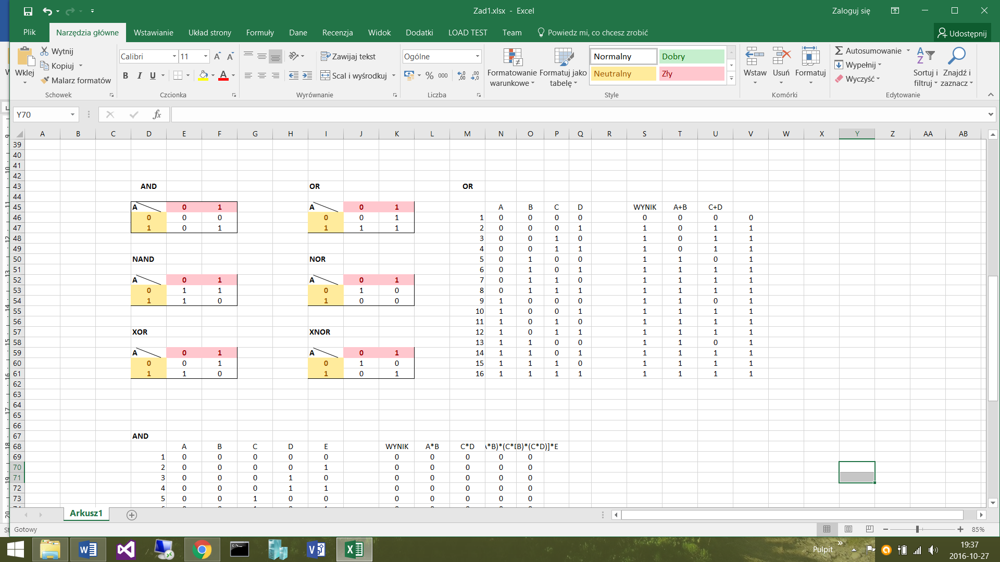 Zad1.xlsx - Excel
Zaloguj się
Plik Narzędzia główne Wstawianie Układ strony Formuły Dane Recenzja Widok Dodatki LOAD TEST Team Powiedz mi, co chcesz zrobić Udostępnij
Wklej
Wytnij
Kopiuj
Malarz formatów
Schowek
Calibri 11
B I U
Czcionka
Zawijaj tekst
Scal i wyśrodkuj
Wyrównanie
Ogólne
% 000
Liczba
Formatowanie warunkowe
Formatuj jako tabelę
Normalny Dobry
Neutralny Zły
Style
Wstaw Usuń Formatuj
Komórki
Autosumowanie
Wypełnij
Wyczyść
Sortuj i filtruj
Znajdź i zaznacz
Edytowanie
Y70 fx
A B C D E F G H I J K L M N O P Q R S T U V W X Y Z AA AB
39
40
41
42
43 AND OR OR
44
45 A 0 1 A 0 1 A B C D WYNIK A+B C+D
46 0 0 0 0 0 1 1 0 0 0 0 0 0 0 0
47 1 0 1 1 1 1 2 0 0 0 1 1 0 1 1
48 3 0 0 1 0 1 0 1 1
49 4 0 0 1 1 1 0 1 1
50 NAND NOR 5 0 1 0 0 1 1 0 1
51 6 0 1 0 1 1 1 1 1
52 A 0 1 A 0 1 7 0 1 1 0 1 1 1 1
53 0 1 1 0 1 0 8 0 1 1 1 1 1 1 1
54 1 1 0 1 0 0 9 1 0 0 0 1 1 0 1
55 10 1 0 0 1 1 1 1 1
56 11 1 0 1 0 1 1 1 1
57 XOR XNOR 12 1 0 1 1 1 1 1 1
58 13 1 1 0 0 1 1 0 1
59 A 0 1 A 0 1 14 1 1 0 1 1 1 1 1
60 0 0 1 0 1 0 15 1 1 1 0 1 1 1 1
61 1 1 0 1 0 1 16 1 1 1 1 1 1 1 1
62
63
64
65
66
67 AND
68 A B C D E WYNIK A*B C*D A*B)*(C*D B)*(C*D)]*E
69 1 0 0 0 0 0 0 0 0 0 0
70 2 0 0 0 0 1 0 0 0 0 0
71 3 0 0 0 1 0 0 0 0 0 0
72 4 0 0 0 1 1 0 0 0 0 0
73 5 0 0 1 0 0 0 0 0 0 0
Arkusz1
Gotowy
85%
Pulpit
19:37
2016-10-27